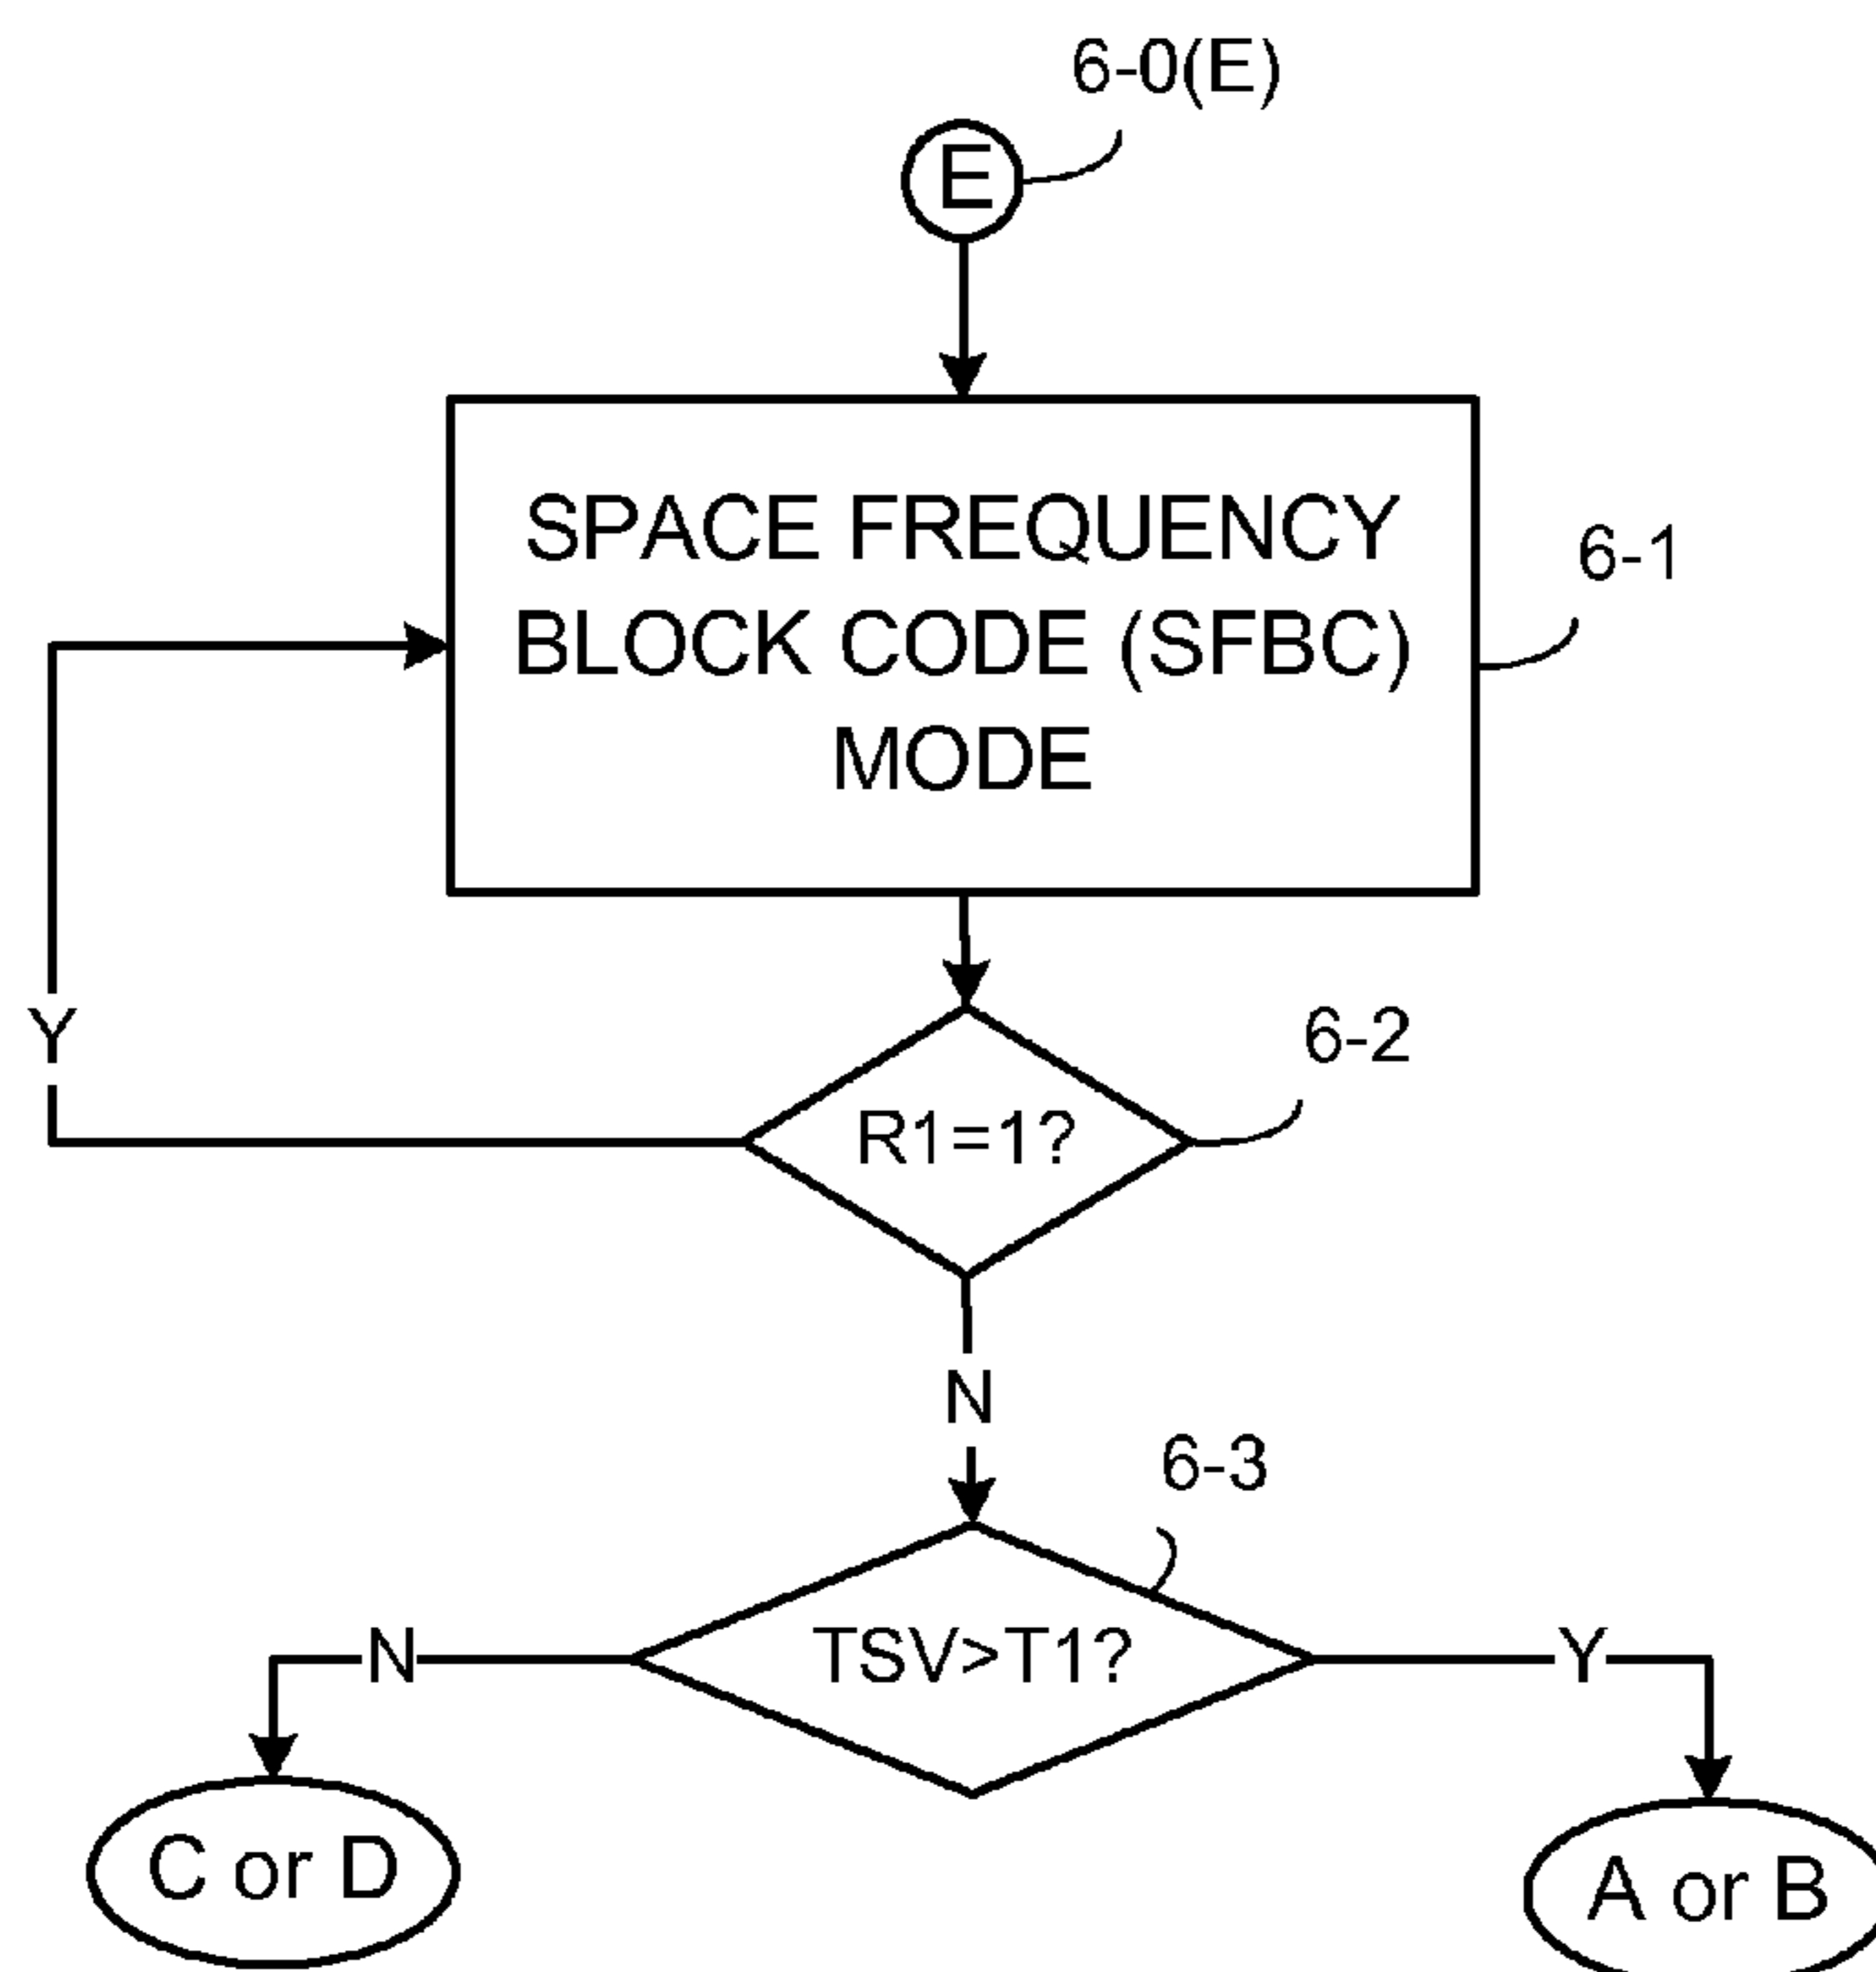 6-0(E)
E
SPACE FREQUENCY
BLOCK CODE (SFBC)
MODE
6-1
Y
6-2
R1=1?
N
6-3
TSV>T1?
N
Y
C or D
A or B